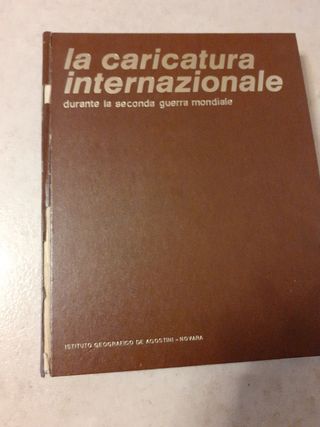 la caricatura
internazionale
durante la seconda guerra mondiale
ISTITUTO GEOGRAFICO DE AGOSTINI - NOVARA